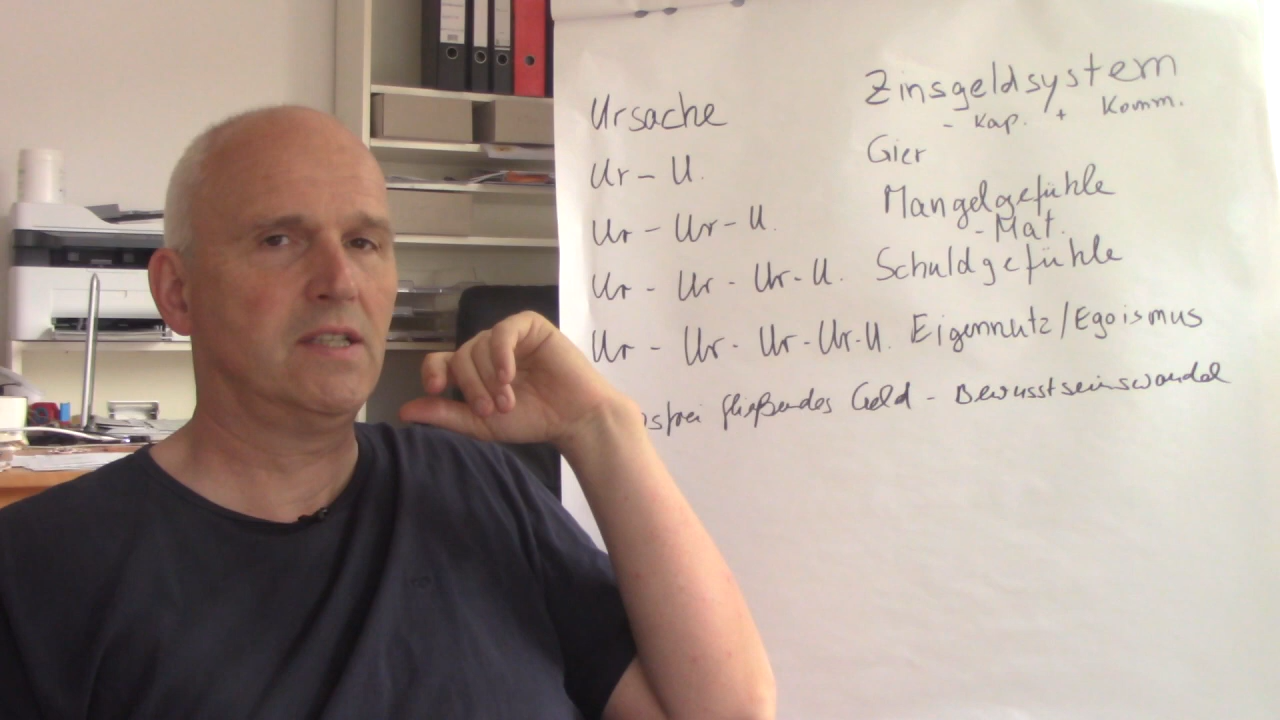 Ursache Zinsgeldsystem
- Kap. + Komm.
Ur - U. Gier
Ur - Ur - U. Mangelgefühle
- Mat.
Ur - Ur - Ur - U. Schuldgefühle
Ur - Ur - Ur - Ur - U. Eigennutz/Egoismus
fließendes Geld - Bewusstseinswandel